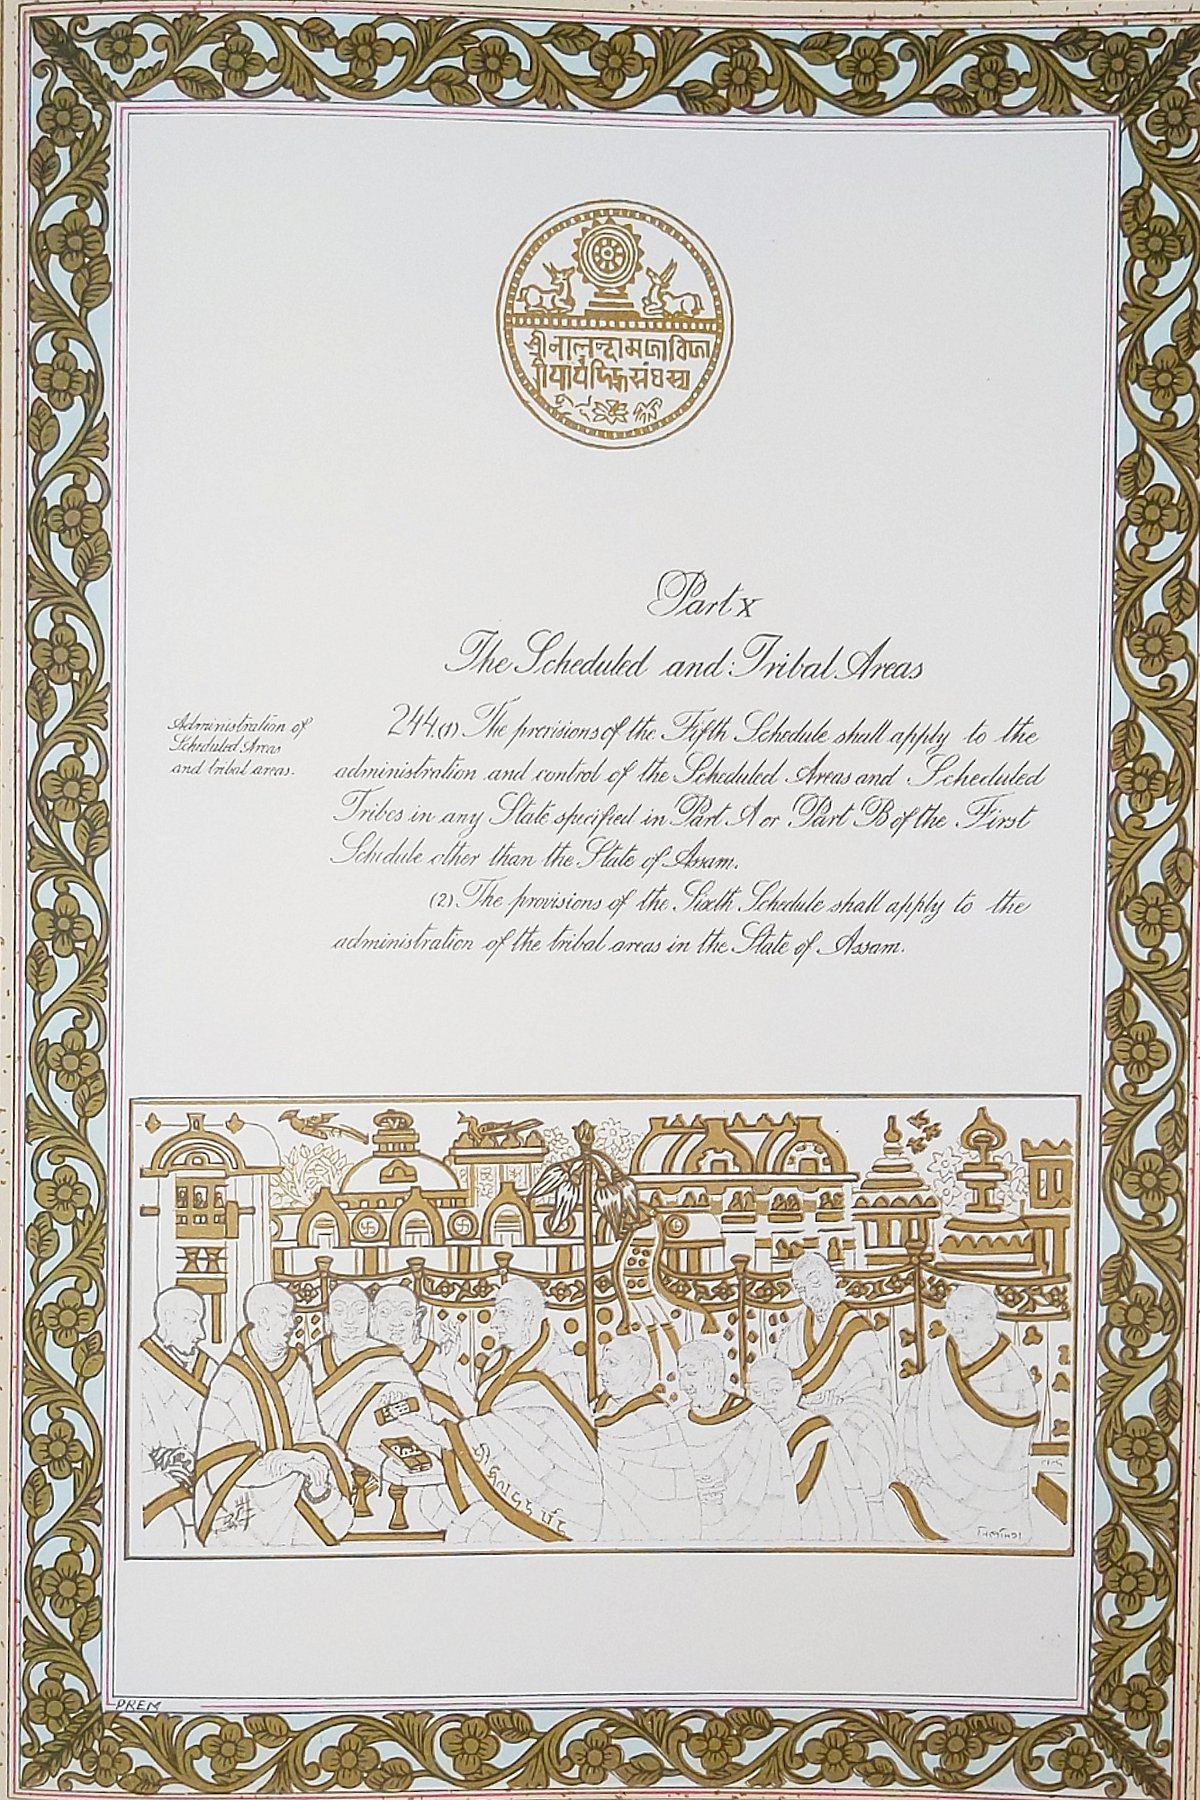 श्रीनालन्दामहाविहा
रीयार्यभिक्षुसंघस्य
Part X
The Scheduled and Tribal Areas
Administration of
Scheduled Areas
and tribal areas.
244.(1) The provisions of the Fifth Schedule shall apply to the
administration and control of the Scheduled Areas and Scheduled
Tribes in any State specified in Part A or Part B of the First
Schedule other than the State of Assam.
(2) The provisions of the Sixth Schedule shall apply to the
administration of the tribal areas in the State of Assam.
PREM